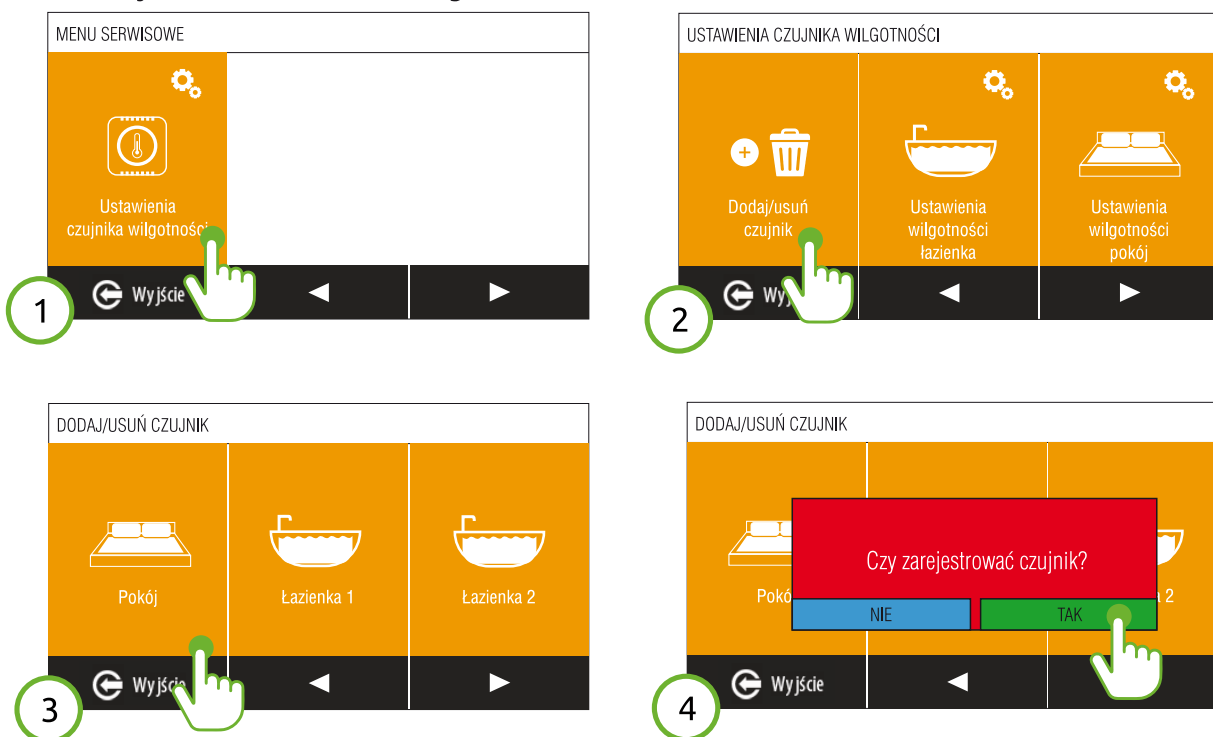 MENU SERWISOWE
Ustawienia
czujnika wilgotności
Wyjście
1
USTAWIENIA CZUJNIKA WILGOTNOŚCI
Dodaj/usuń
czujnik
Ustawienia
wilgotności
łazienka
Ustawienia
wilgotności
pokój
2
DODAJ/USUŃ CZUJNIK
Pokój
Łazienka 1
Łazienka 2
Wyjście
3
DODAJ/USUŃ CZUJNIK
Czy zarejestrować czujnik?
Pokó
2
NIE
TAK
Wyjście
4